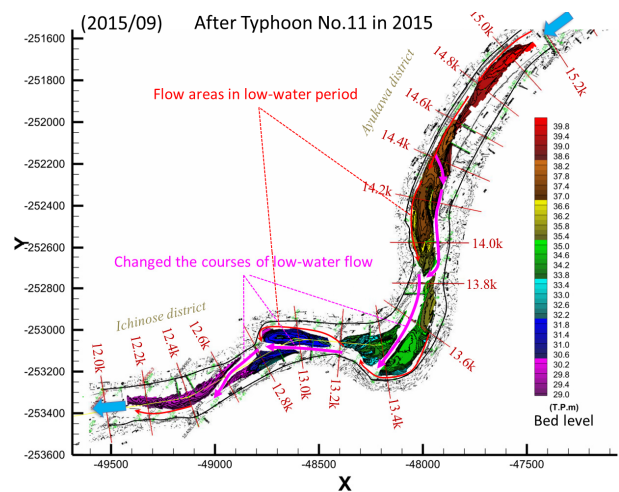 (2015/09) After Typhoon No.11 in 2015
Flow areas in low-water period
Changed the courses of low-water flow
Ayukawa district
Ichinose district
15.2k
15.0k
14.8k
14.6k
14.4k
14.2k
14.0k
13.8k
13.6k
13.4k
13.2k
13.0k
12.8k
12.6k
12.4k
12.2k
12.0k
Y
-251600
-251800
-252000
-252200
-252400
-252600
-252800
-253000
-253200
-253400
-253600
-49500
-49000
-48500
-48000
-47500
X
39.8
39.4
39.0
38.6
38.2
37.8
37.4
37.0
36.6
36.2
35.8
35.4
35.0
34.6
34.2
33.8
33.4
33.0
32.6
32.2
31.8
31.4
31.0
30.6
30.2
29.8
29.4
29.0
(T.P.m)
Bed level